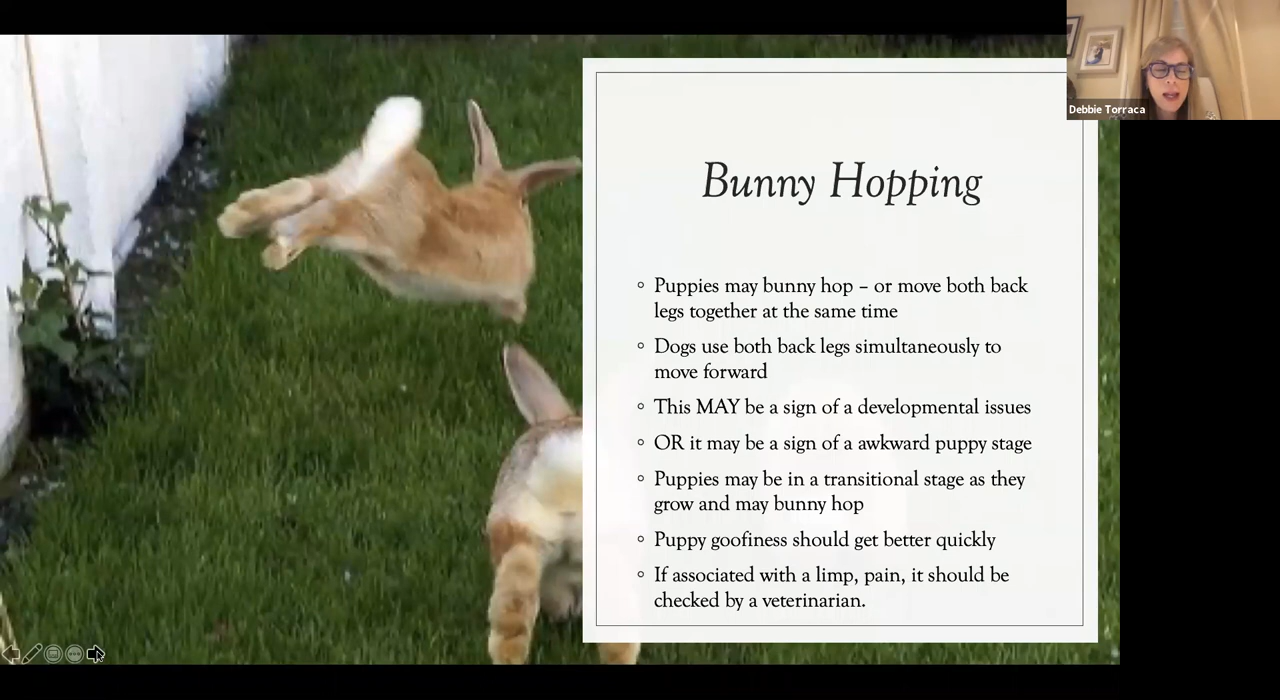 Debbie Torraca
Bunny Hopping
◦ Puppies may bunny hop – or move both back
legs together at the same time
◦ Dogs use both back legs simultaneously to
move forward
◦ This MAY be a sign of a developmental issues
◦ OR it may be a sign of a awkward puppy stage
◦ Puppies may be in a transitional stage as they
grow and may bunny hop
◦ Puppy goofiness should get better quickly
◦ If associated with a limp, pain, it should be
checked by a veterinarian.